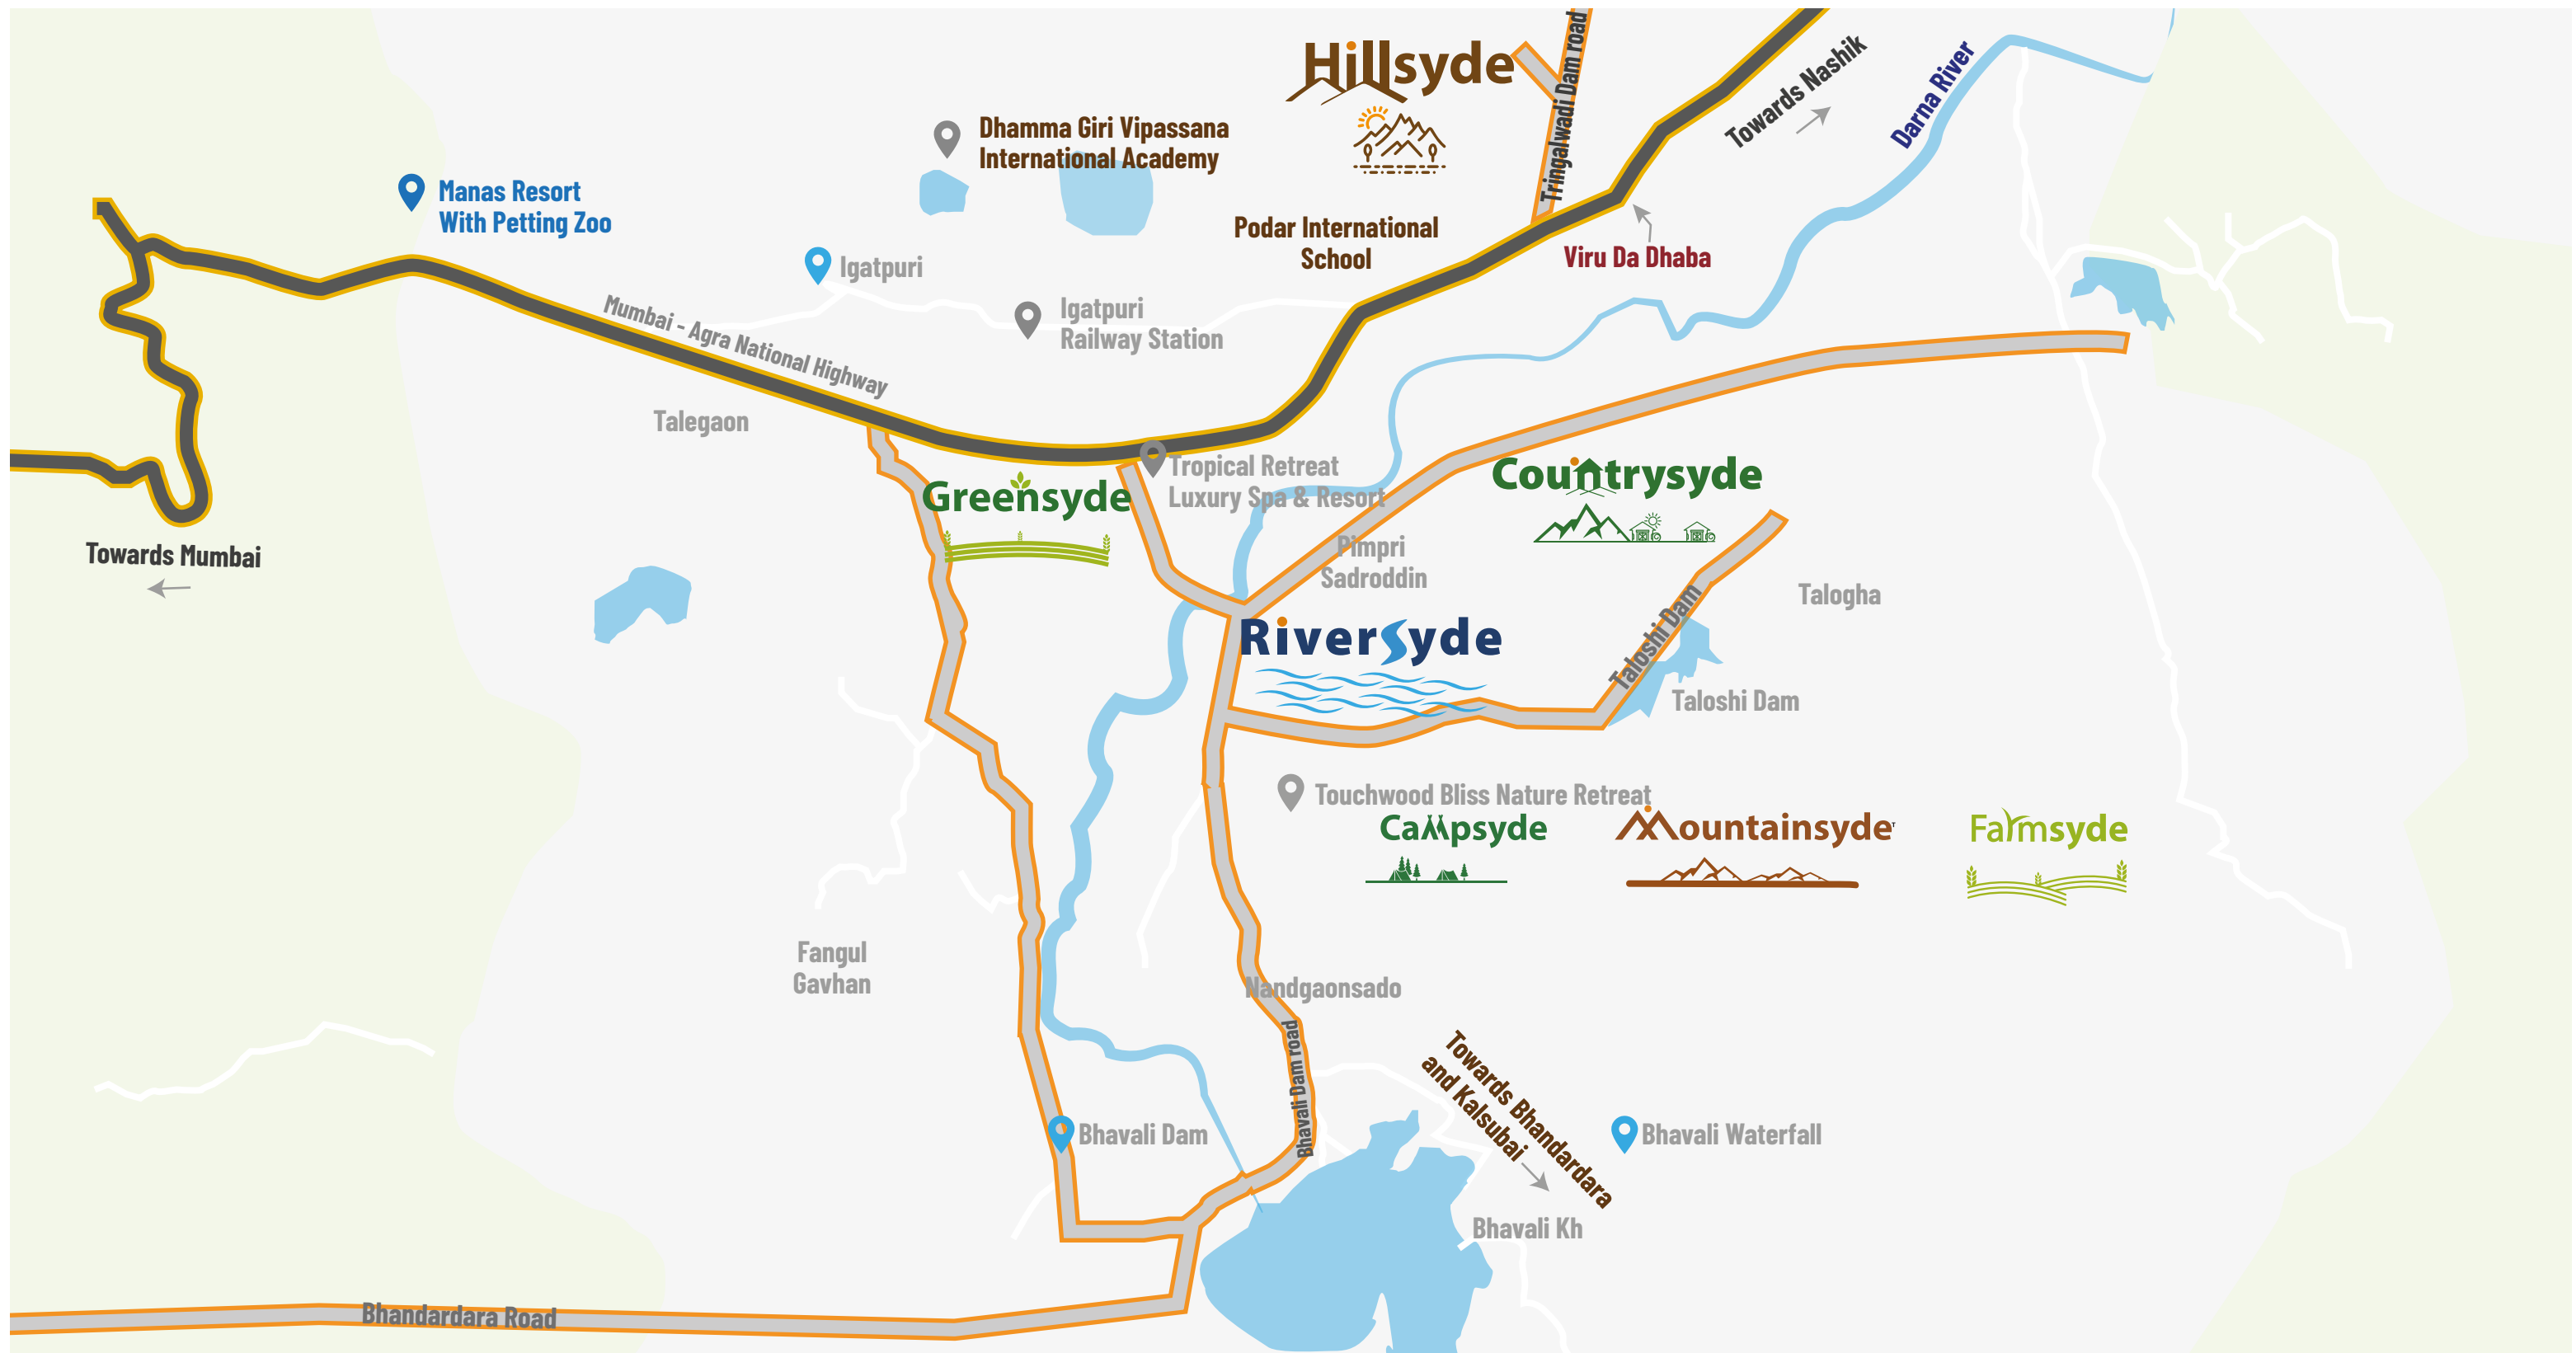 Hillsyde
Tringalwadi Dam road
Towards Nashik
Darna River
Dhamma Giri Vipassana
International Academy
Manas Resort
With Petting Zoo
Podar International
School
Viru Da Dhaba
Igatpuri
Igatpuri
Railway Station
Mumbai - Agra National Highway
Talegaon
Tropical Retreat
Luxury Spa & Resort
Greensyde
Countrysyde
Towards Mumbai
Pimpri
Sadroddin
Talogha
RiverSyde
Taloshi Dam
Taloshi Dam
Touchwood Bliss Nature Retreat
Campsyde
Mountainsyde
Farmsyde
Fangul
Gavhan
Nandgaonsado
Bhavali Dam road
Towards Bhandardara
and Kalsubai
Bhavali Dam
Bhavali Waterfall
Bhavali Kh
Bhandardara Road